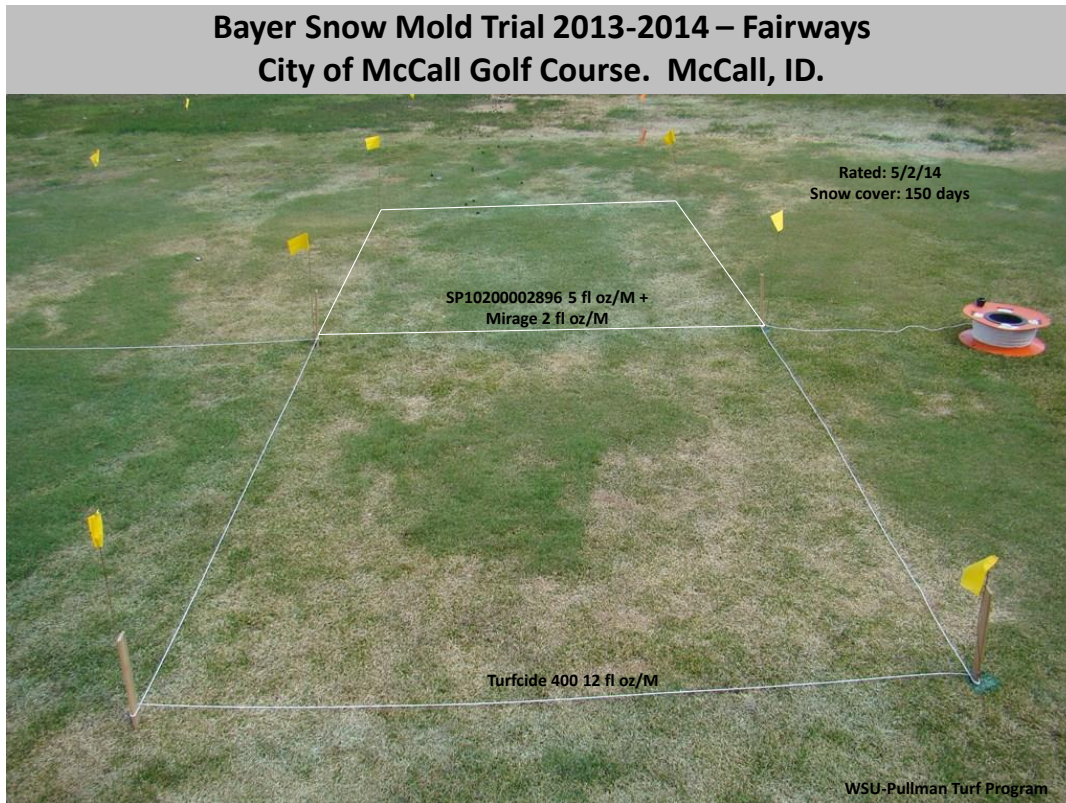 Bayer Snow Mold Trial 2013-2014 – Fairways
City of McCall Golf Course.  McCall, ID.
Rated: 5/2/14
Snow cover: 150 days
SP10200002896 5 fl oz/M +
Mirage 2 fl oz/M
Turfcide 400 12 fl oz/M
WSU-Pullman Turf Program